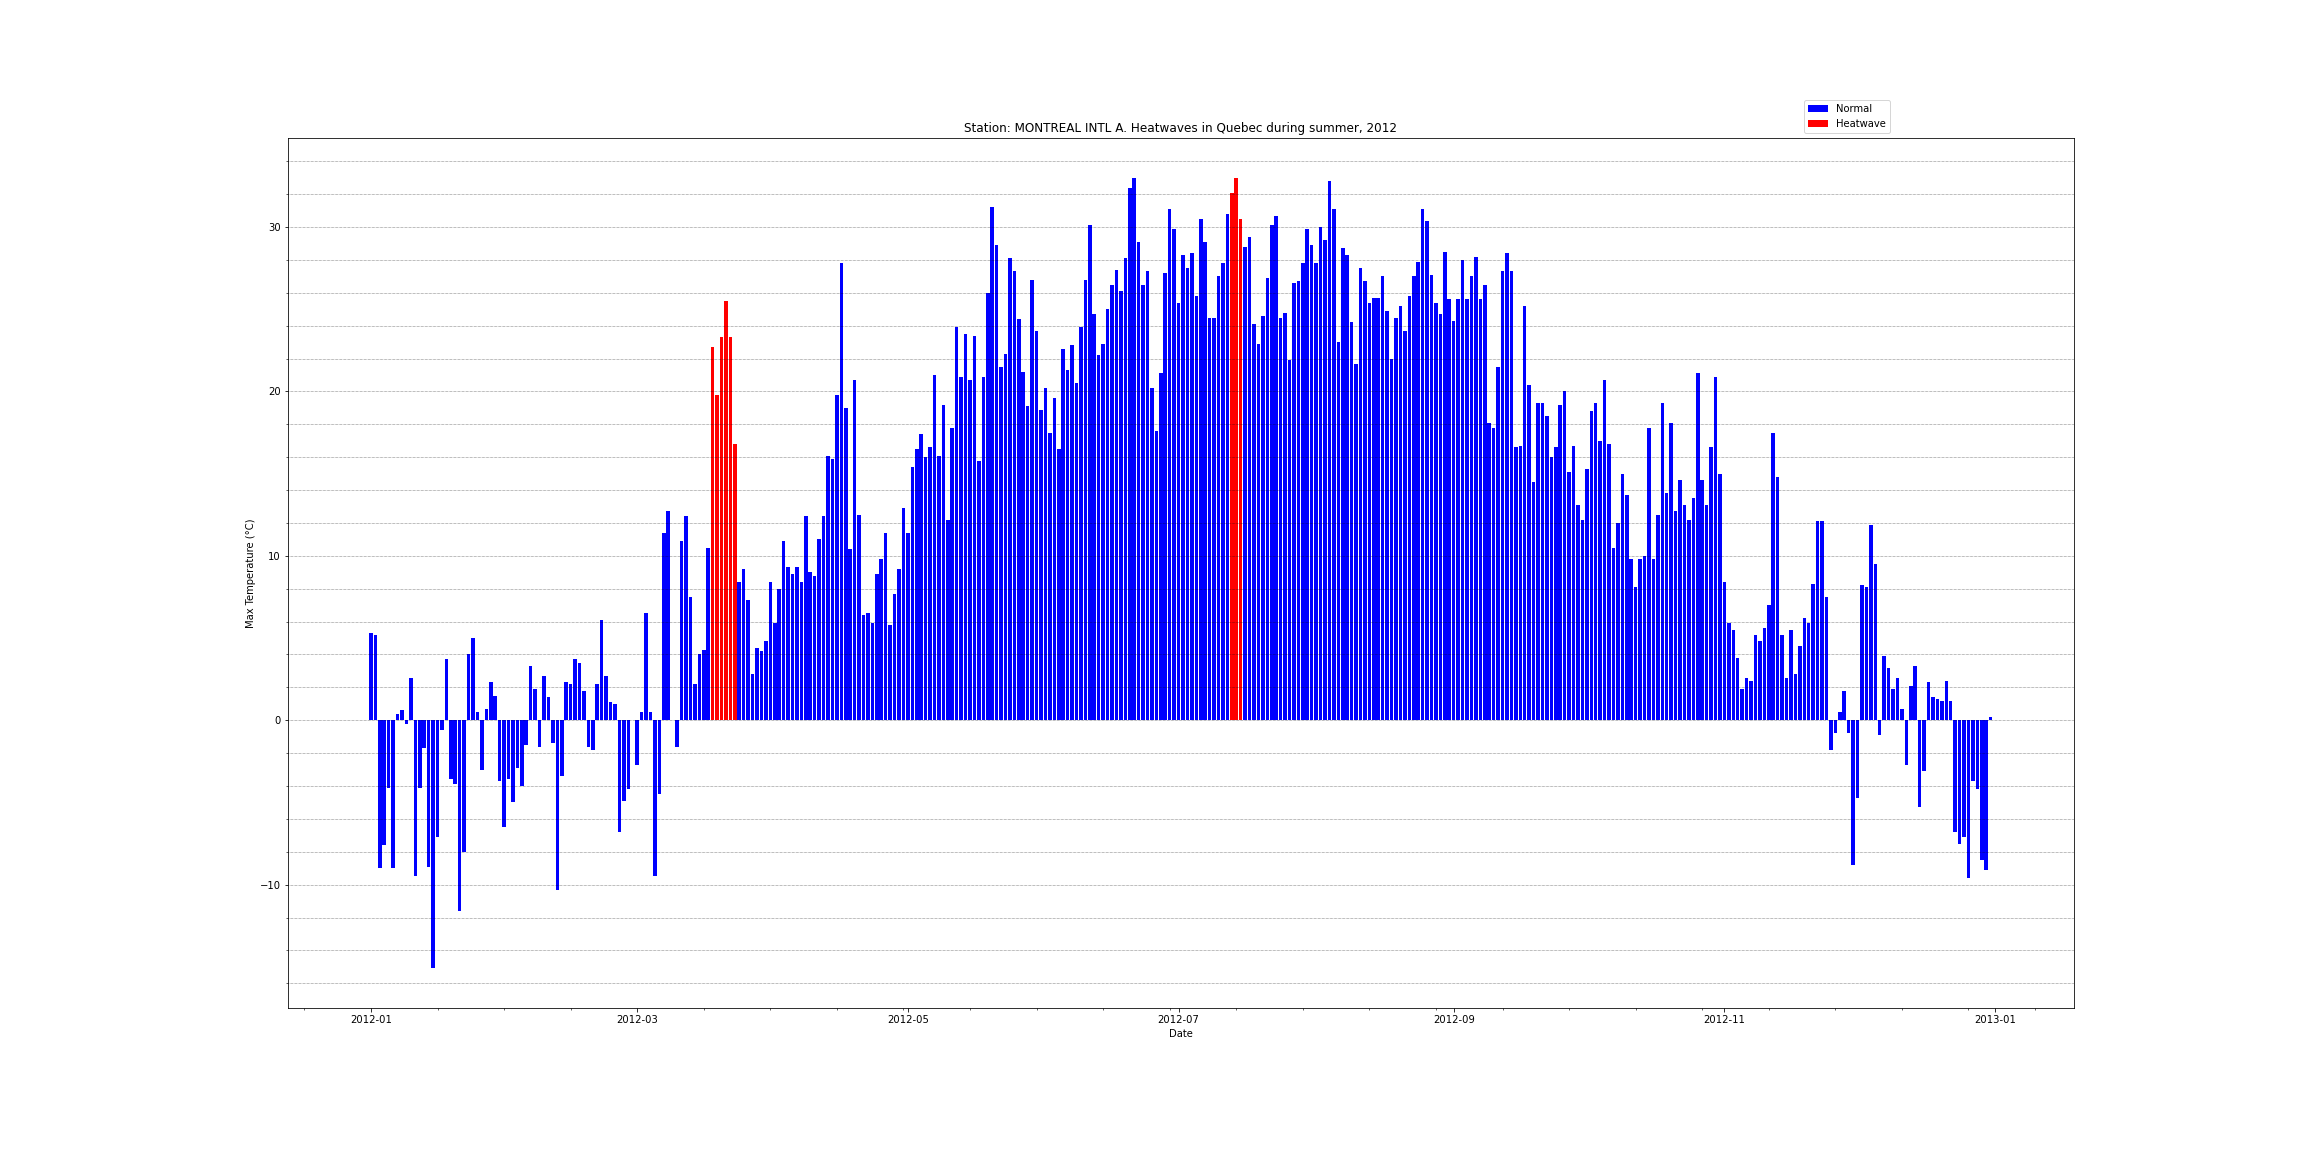 Normal
Heatwave
Station: MONTREAL INTL A. Heatwaves in Quebec during summer, 2012
30
20
10
0
−10
Max Temperature (°C)
2012-01 2012-03 2012-05 2012-07 2012-09 2012-11 2013-01
Date